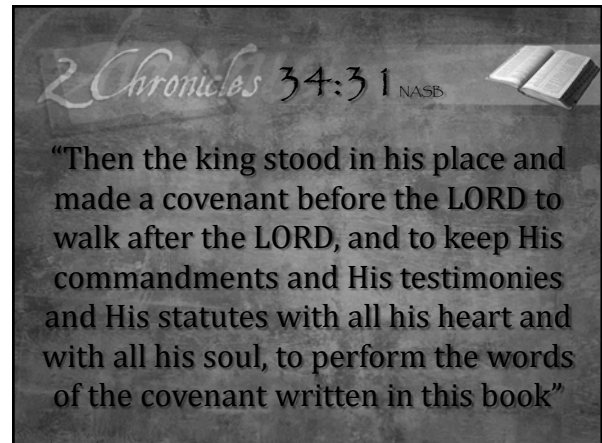 2 Chronicles 34:31 NASB
“Then the king stood in his place and
made a covenant before the LORD to
walk after the LORD, and to keep His
commandments and His testimonies
and His statutes with all his heart and
with all his soul, to perform the words
of the covenant written in this book”